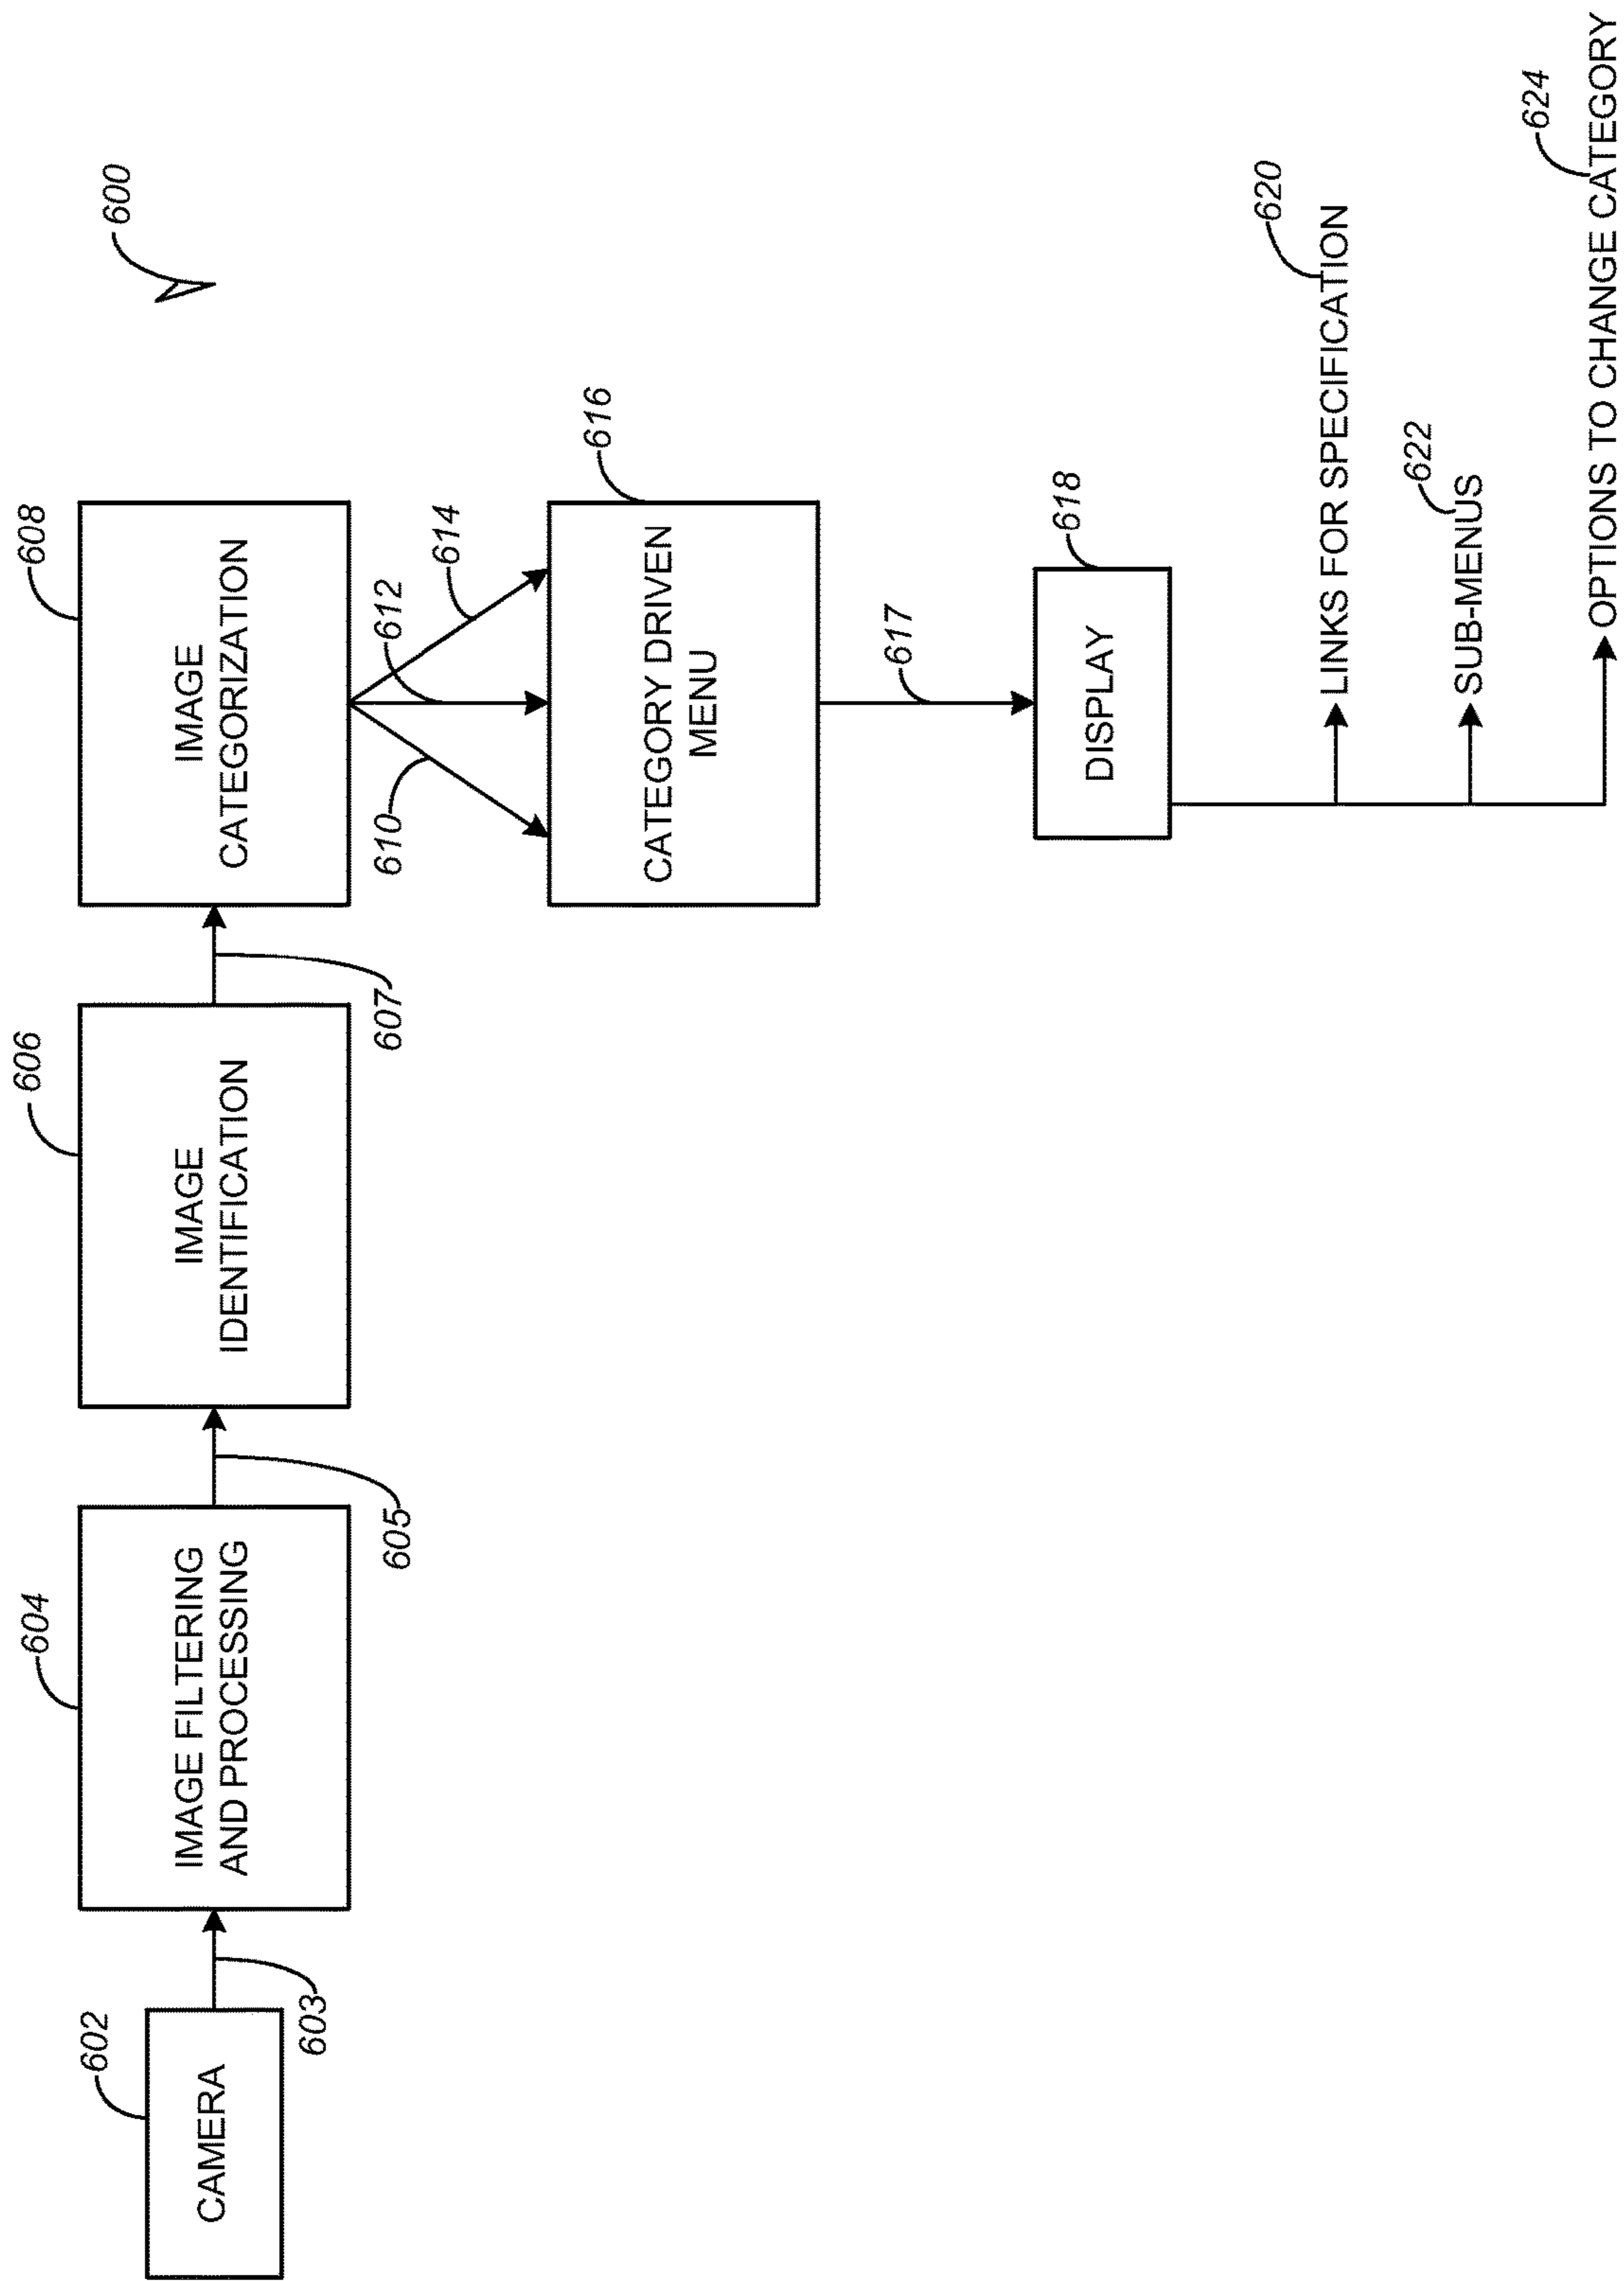 600
602
CAMERA
603
604
IMAGE FILTERING
AND PROCESSING
605
606
IMAGE
IDENTIFICATION
607
608
IMAGE
CATEGORIZATION
610
612
614
616
CATEGORY DRIVEN
MENU
617
618
DISPLAY
620
LINKS FOR SPECIFICATION
622
SUB-MENUS
624
OPTIONS TO CHANGE CATEGORY